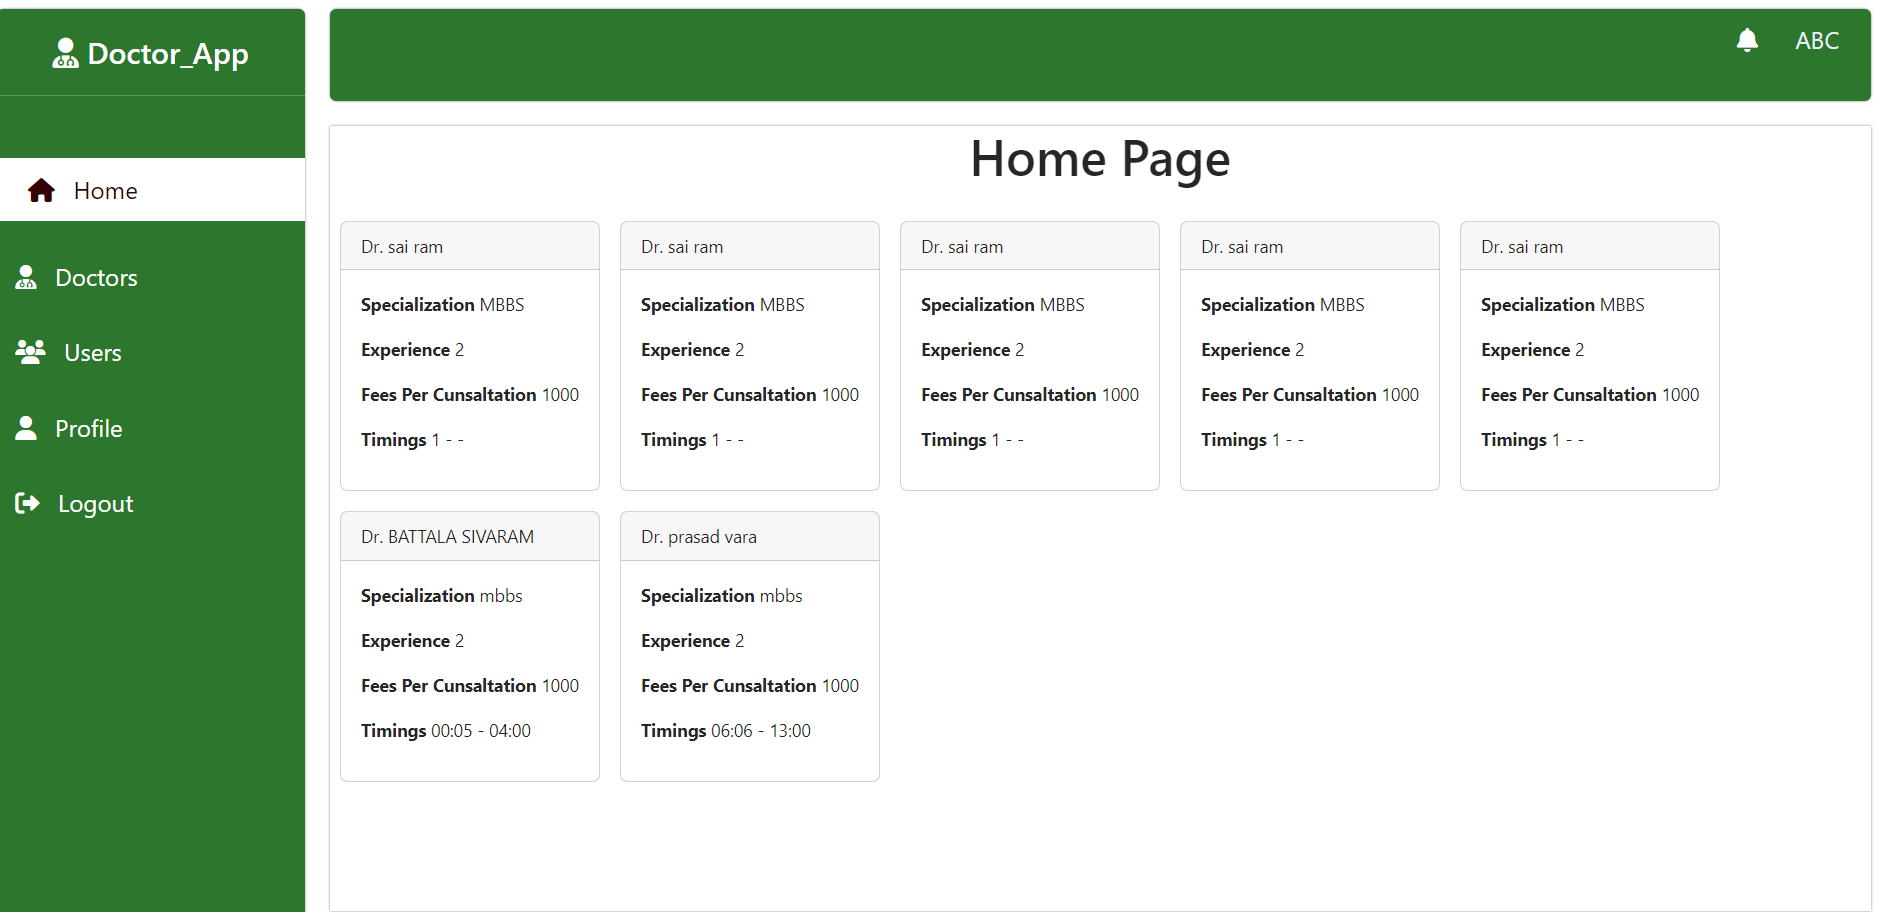 Doctor_App
ABC
Home
Doctors
Users
Profile
Logout
Home Page
Dr. sai ram
Specialization MBBS
Experience 2
Fees Per Cunsaltation 1000
Timings 1 - -
Dr. sai ram
Specialization MBBS
Experience 2
Fees Per Cunsaltation 1000
Timings 1 - -
Dr. sai ram
Specialization MBBS
Experience 2
Fees Per Cunsaltation 1000
Timings 1 - -
Dr. sai ram
Specialization MBBS
Experience 2
Fees Per Cunsaltation 1000
Timings 1 - -
Dr. sai ram
Specialization MBBS
Experience 2
Fees Per Cunsaltation 1000
Timings 1 - -
Dr. BATTALA SIVARAM
Specialization mbbs
Experience 2
Fees Per Cunsaltation 1000
Timings 00:05 - 04:00
Dr. prasad vara
Specialization mbbs
Experience 2
Fees Per Cunsaltation 1000
Timings 06:06 - 13:00